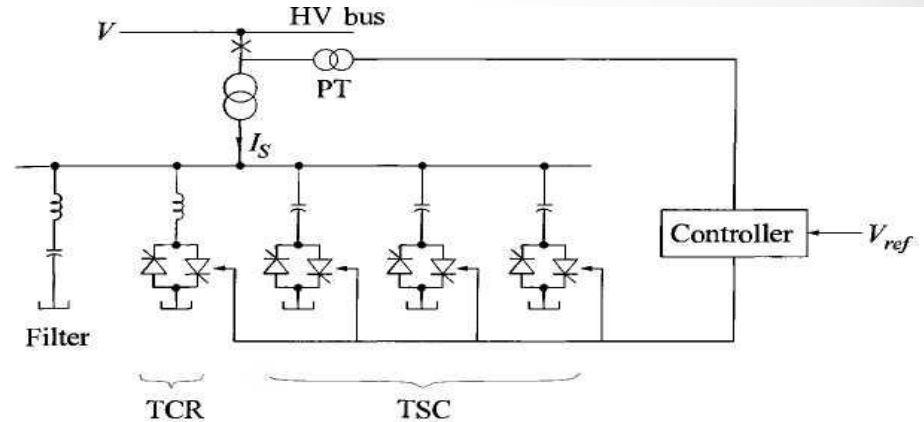 HV bus
V
PT
I_S
Controller
V_ref
Filter
TCR
TSC